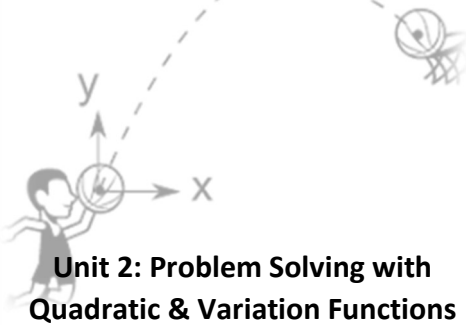 y
x
Unit 2: Problem Solving with
Quadratic & Variation Functions